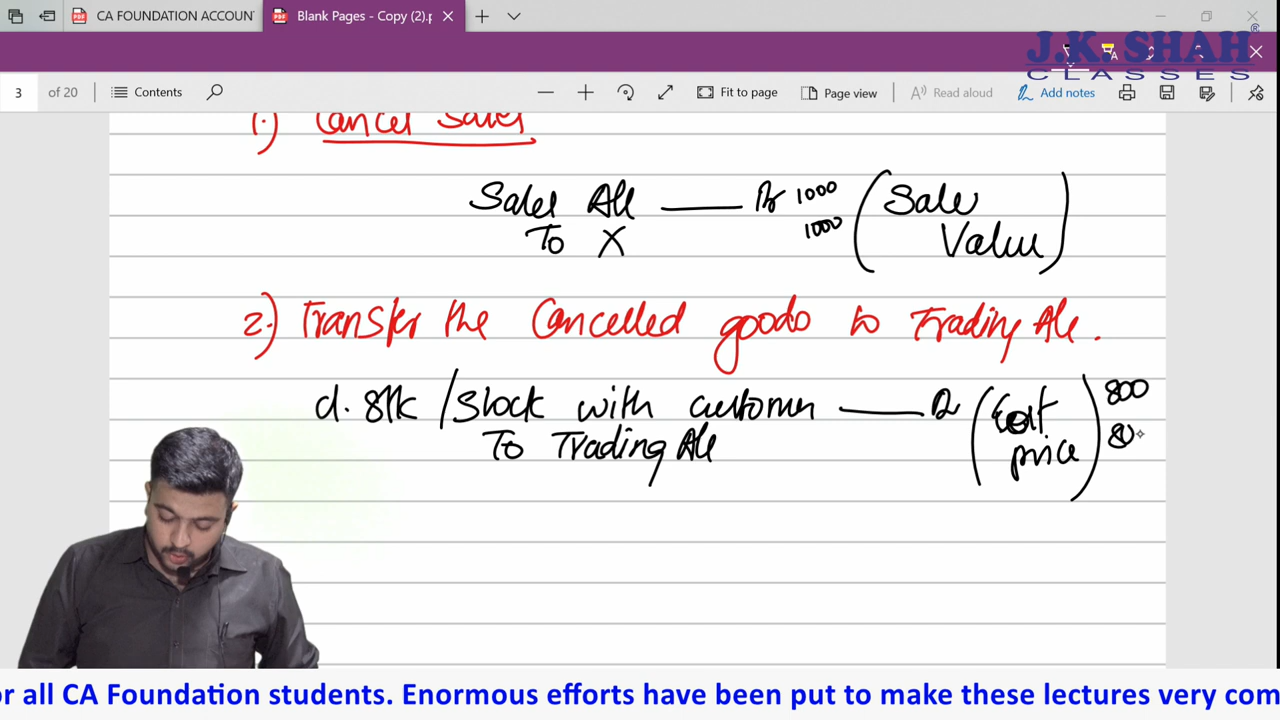 CA FOUNDATION ACCOUN
Blank Pages - Copy (2).p
J.K. SHAH®
CLASSES
3 of 20 Contents Fit to page Page view Read aloud Add notes
1.) Cancel Sales
Sales A/c —— Dr 1000 (Sale
To X 1000 Value)
2.) Transfer the Cancelled goods to Trading A/c.
d. Stk / Stock with customer —— Dr (Cost 800
To Trading A/c price) 80
or all CA Foundation students. Enormous efforts have been put to make these lectures very com